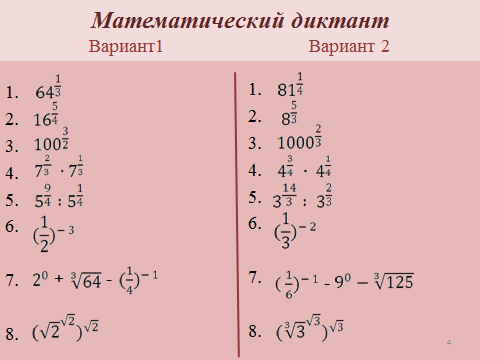 Математический диктант
Вариант1
1. 64^(1/3)
2. 16^(5/4)
3. 100^(3/2)
4. 7^(2/3) · 7^(1/3)
5. 5^(9/4) : 5^(1/4)
6. (1/2)^(−3)
7. 2⁰ + ∛64 - (1/4)^(−1)
8. (√2^(√2))^(√2)
Вариант 2
1. 81^(1/4)
2. 8^(5/3)
3. 1000^(2/3)
4. 4^(3/4) · 4^(1/4)
5. 3^(14/3) : 3^(2/3)
6. (1/3)^(−2)
7. (1/6)^(−1) - 9⁰ − ∛125
8. (∛3^(√3))^(√3)
4